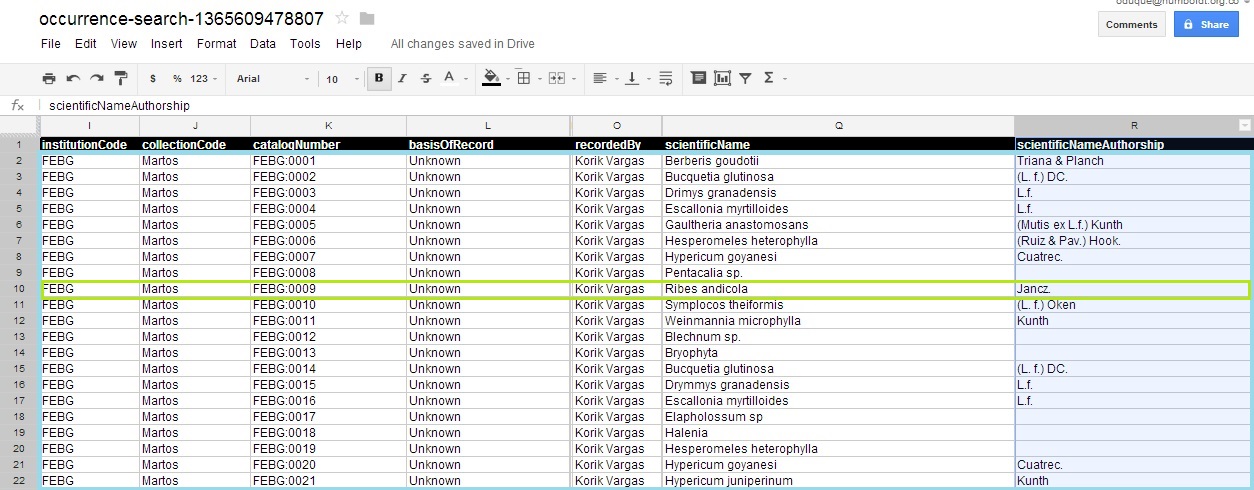 oduque@humboldt.org.co
occurrence-search-1365609478807
Comments Share
File Edit View Insert Format Data Tools Help All changes saved in Drive
$ % 123 Arial 10 B I S A Σ
fx scientificNameAuthorship
I J K L O Q R
1 institutionCode collectionCode catalogNumber basisOfRecord recordedBy scientificName scientificNameAuthorship
2 FEBG Martos FEBG:0001 Unknown Korik Vargas Berberis goudotii Triana & Planch
3 FEBG Martos FEBG:0002 Unknown Korik Vargas Bucquetia glutinosa (L. f.) DC.
4 FEBG Martos FEBG:0003 Unknown Korik Vargas Drimys granadensis L.f.
5 FEBG Martos FEBG:0004 Unknown Korik Vargas Escallonia myrtilloides L.f.
6 FEBG Martos FEBG:0005 Unknown Korik Vargas Gaultheria anastomosans (Mutis ex L.f.) Kunth
7 FEBG Martos FEBG:0006 Unknown Korik Vargas Hesperomeles heterophylla (Ruiz & Pav.) Hook.
8 FEBG Martos FEBG:0007 Unknown Korik Vargas Hypericum goyanesi Cuatrec.
9 FEBG Martos FEBG:0008 Unknown Korik Vargas Pentacalia sp.
10 FEBG Martos FEBG:0009 Unknown Korik Vargas Ribes andicola Jancz.
11 FEBG Martos FEBG:0010 Unknown Korik Vargas Symplocos theiformis (L. f.) Oken
12 FEBG Martos FEBG:0011 Unknown Korik Vargas Weinmannia microphylla Kunth
13 FEBG Martos FEBG:0012 Unknown Korik Vargas Blechnum sp.
14 FEBG Martos FEBG:0013 Unknown Korik Vargas Bryophyta
15 FEBG Martos FEBG:0014 Unknown Korik Vargas Bucquetia glutinosa (L. f.) DC.
16 FEBG Martos FEBG:0015 Unknown Korik Vargas Drymmys granadensis L.f.
17 FEBG Martos FEBG:0016 Unknown Korik Vargas Escallonia myrtilloides L.f.
18 FEBG Martos FEBG:0017 Unknown Korik Vargas Elapholossum sp
19 FEBG Martos FEBG:0018 Unknown Korik Vargas Halenia
20 FEBG Martos FEBG:0019 Unknown Korik Vargas Hesperomeles heterophylla
21 FEBG Martos FEBG:0020 Unknown Korik Vargas Hypericum goyanesi Cuatrec.
22 FEBG Martos FEBG:0021 Unknown Korik Vargas Hypericum juniperinum Kunth